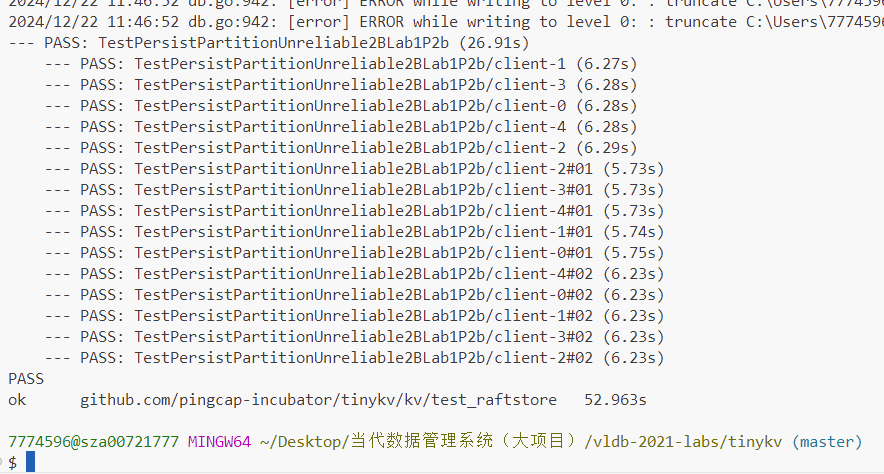 2024/12/22 11:46:52 db.go:942: [error] ERROR while writing to level 0: : truncate C:\Users\7774596
2024/12/22 11:46:52 db.go:942: [error] ERROR while writing to level 0: : truncate C:\Users\7774596
--- PASS: TestPersistPartitionUnreliable2BLab1P2b (26.91s)
    --- PASS: TestPersistPartitionUnreliable2BLab1P2b/client-1 (6.27s)
    --- PASS: TestPersistPartitionUnreliable2BLab1P2b/client-3 (6.28s)
    --- PASS: TestPersistPartitionUnreliable2BLab1P2b/client-0 (6.28s)
    --- PASS: TestPersistPartitionUnreliable2BLab1P2b/client-4 (6.28s)
    --- PASS: TestPersistPartitionUnreliable2BLab1P2b/client-2 (6.29s)
    --- PASS: TestPersistPartitionUnreliable2BLab1P2b/client-2#01 (5.73s)
    --- PASS: TestPersistPartitionUnreliable2BLab1P2b/client-3#01 (5.73s)
    --- PASS: TestPersistPartitionUnreliable2BLab1P2b/client-4#01 (5.73s)
    --- PASS: TestPersistPartitionUnreliable2BLab1P2b/client-1#01 (5.74s)
    --- PASS: TestPersistPartitionUnreliable2BLab1P2b/client-0#01 (5.75s)
    --- PASS: TestPersistPartitionUnreliable2BLab1P2b/client-4#02 (6.23s)
    --- PASS: TestPersistPartitionUnreliable2BLab1P2b/client-0#02 (6.23s)
    --- PASS: TestPersistPartitionUnreliable2BLab1P2b/client-1#02 (6.23s)
    --- PASS: TestPersistPartitionUnreliable2BLab1P2b/client-3#02 (6.23s)
    --- PASS: TestPersistPartitionUnreliable2BLab1P2b/client-2#02 (6.23s)
PASS
ok      github.com/pingcap-incubator/tinykv/kv/test_raftstore   52.963s
7774596@sza00721777 MINGW64 ~/Desktop/当代数据管理系统（大项目）/vldb-2021-labs/tinykv (master)
$